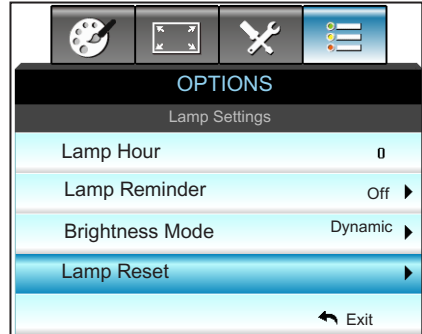 OPTIONS
Lamp Settings
Lamp Hour 0
Lamp Reminder Off
Brightness Mode Dynamic
Lamp Reset
Exit